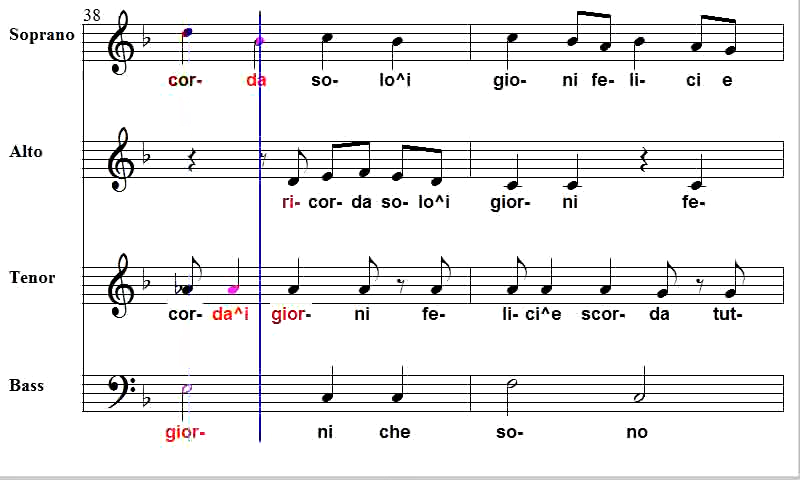 38
Soprano
cor- da so- lo^i gio- ni fe- li- ci e
Alto
ri- cor- da so- lo^i gior- ni fe-
Tenor
cor- da^i gior- ni fe- li- ci^e scor- da tut-
Bass
gior- ni che so- no